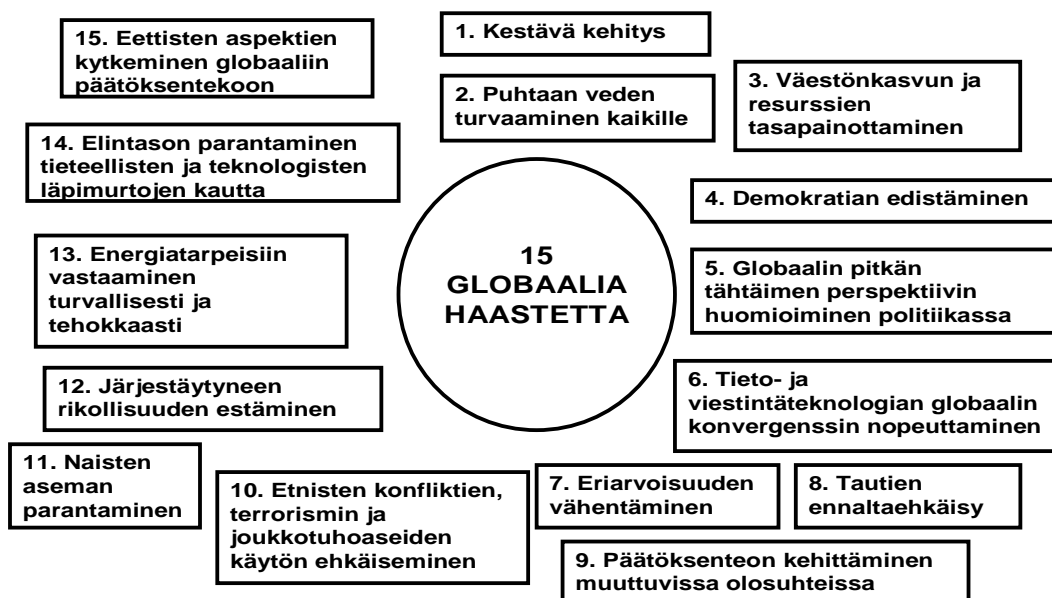 15
GLOBAALIA
HAASTETTA
1. Kestävä kehitys
2. Puhtaan veden
turvaaminen kaikille
3. Väestönkasvun ja
resurssien
tasapainottaminen
4. Demokratian edistäminen
5. Globaalin pitkän
tähtäimen perspektiivin
huomioiminen politiikassa
6. Tieto- ja
viestintäteknologian globaalin
konvergenssin nopeuttaminen
7. Eriarvoisuuden
vähentäminen
8. Tautien
ennaltaehkäisy
9. Päätöksenteon kehittäminen
muuttuvissa olosuhteissa
10. Etnisten konfliktien,
terrorismin ja
joukkotuhoaseiden
käytön ehkäiseminen
11. Naisten
aseman
parantaminen
12. Järjestäytyneen
rikollisuuden estäminen
13. Energiatarpeisiin
vastaaminen
turvallisesti ja
tehokkaasti
14. Elintason parantaminen
tieteellisten ja teknologisten
läpimurtojen kautta
15. Eettisten aspektien
kytkeminen globaaliin
päätöksentekoon